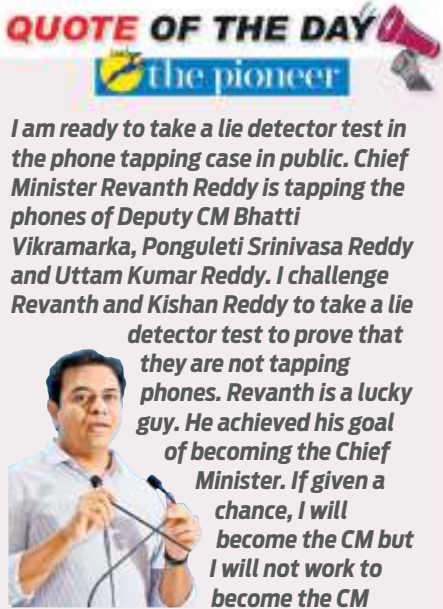 QUOTE OF THE DAY
the pioneer
I am ready to take a lie detector test in
the phone tapping case in public. Chief
Minister Revanth Reddy is tapping the
phones of Deputy CM Bhatti
Vikramarka, Ponguleti Srinivasa Reddy
and Uttam Kumar Reddy. I challenge
Revanth and Kishan Reddy to take a lie
detector test to prove that
they are not tapping
phones. Revanth is a lucky
guy. He achieved his goal
of becoming the Chief
Minister. If given a
chance, I will
become the CM but
I will not work to
become the CM